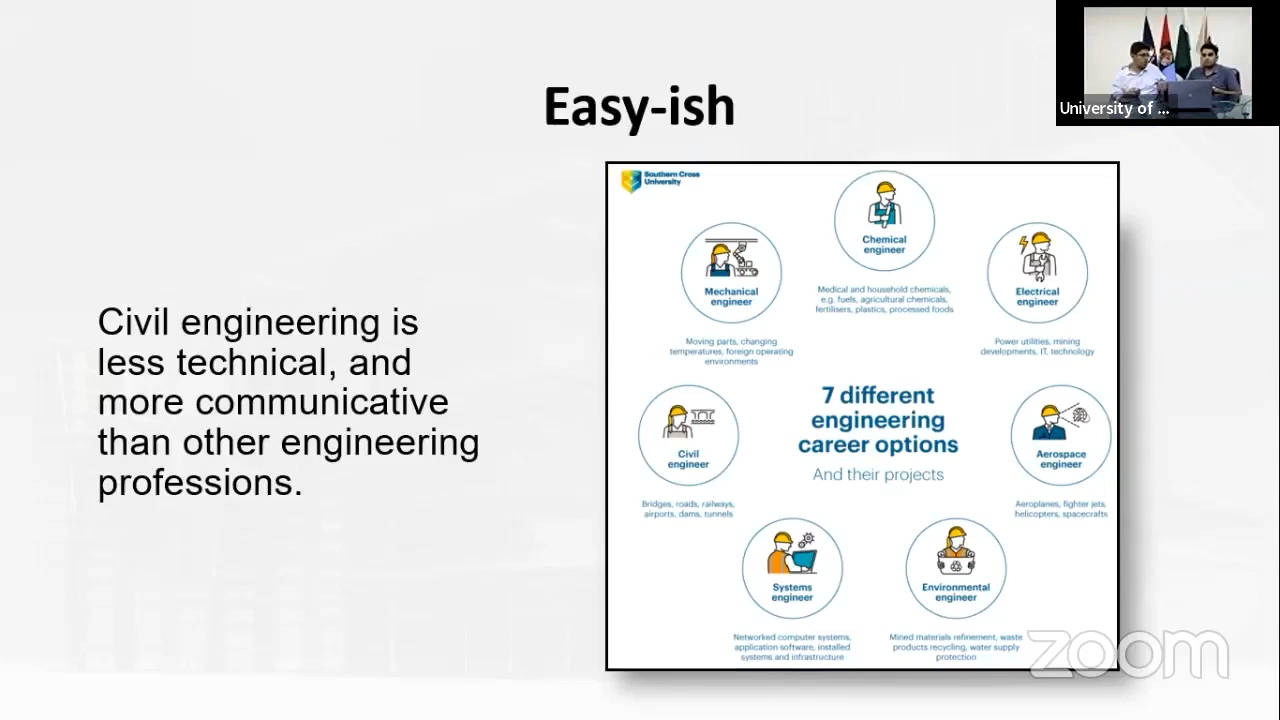 Easy-ish
University of ...
Civil engineering is
less technical, and
more communicative
than other engineering
professions.
Southern Cross
University
Chemical
engineer
Medical and household chemicals,
e.g. fuels, agricultural chemicals,
fertilisers, plastics, processed foods
Mechanical
engineer
Moving parts, changing
temperatures, foreign operating
environments
Electrical
engineer
Power utilities, mining
developments, IT, technology
7 different
engineering
career options
And their projects
Civil
engineer
Bridges, roads, railways,
airports, dams, tunnels
Aerospace
engineer
Aeroplanes, fighter jets,
helicopters, spacecrafts
Systems
engineer
Networked computer systems,
application software, installed
systems and infrastructure
Environmental
engineer
Mined materials refinement, waste
products recycling, water supply
protection
zoom